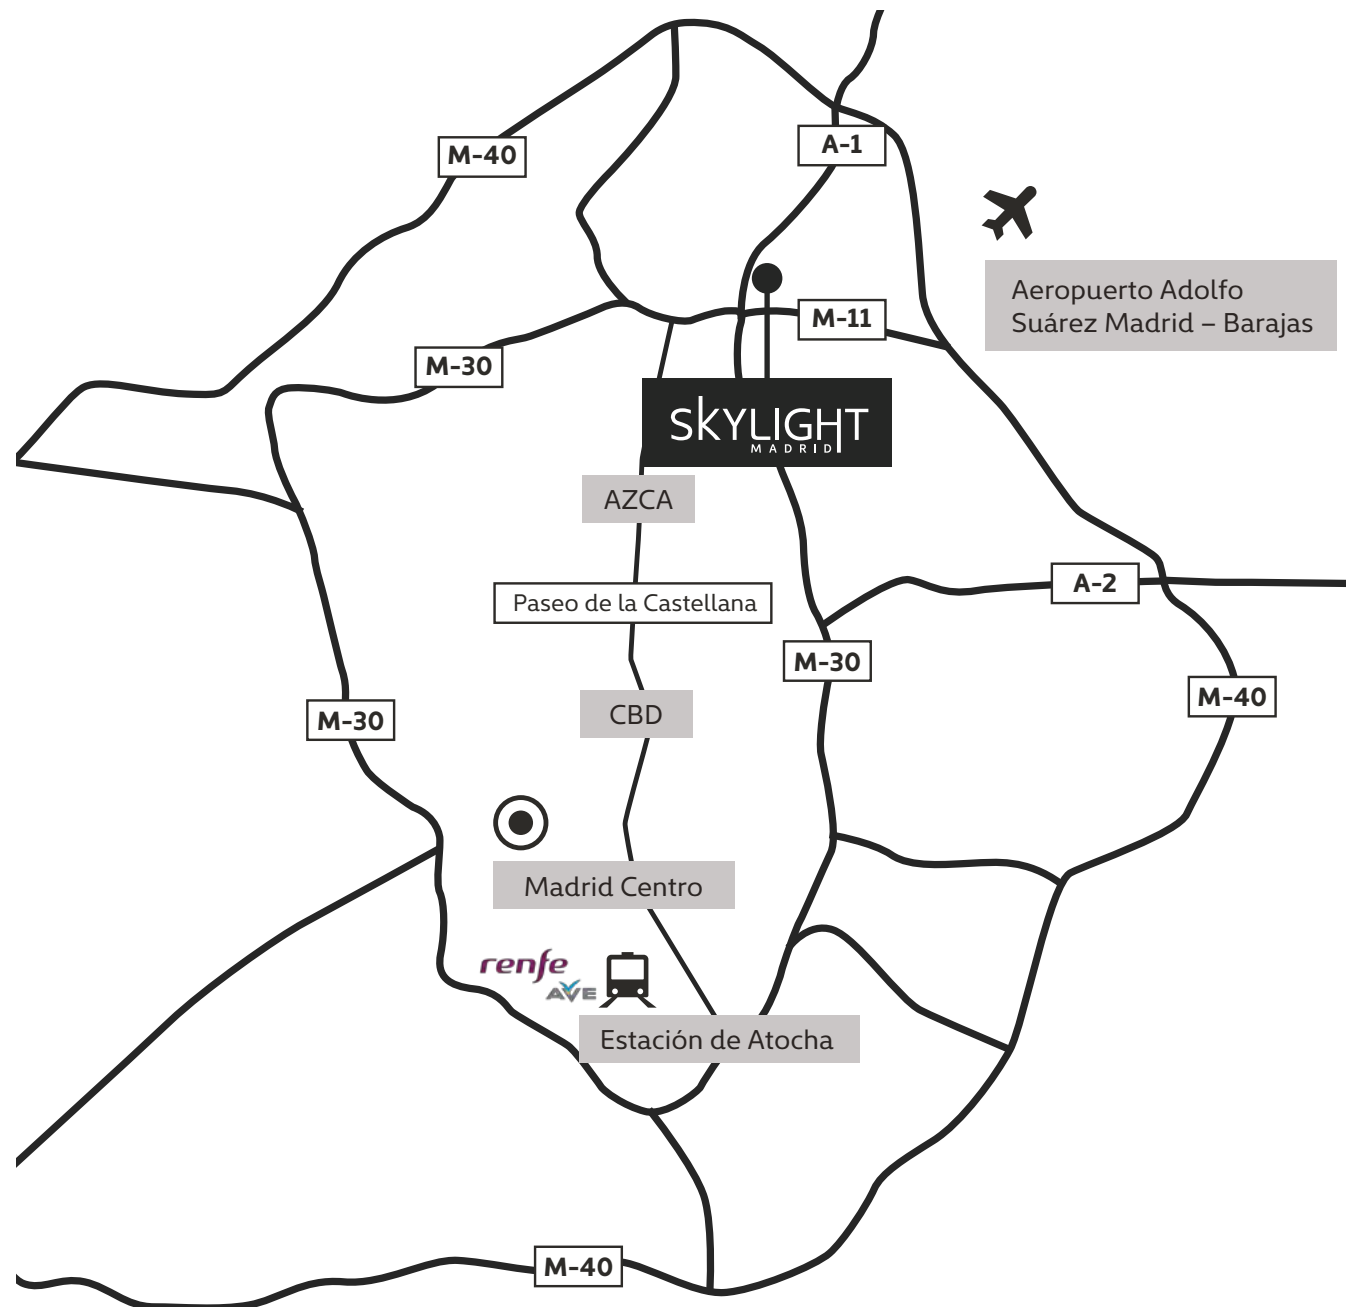 M-40
A-1
Aeropuerto Adolfo
Suárez Madrid – Barajas
M-11
M-30
SKYLIGHT
MADRID
AZCA
A-2
Paseo de la Castellana
M-30
M-40
CBD
M-30
Madrid Centro
renfe
AVE
Estación de Atocha
M-40